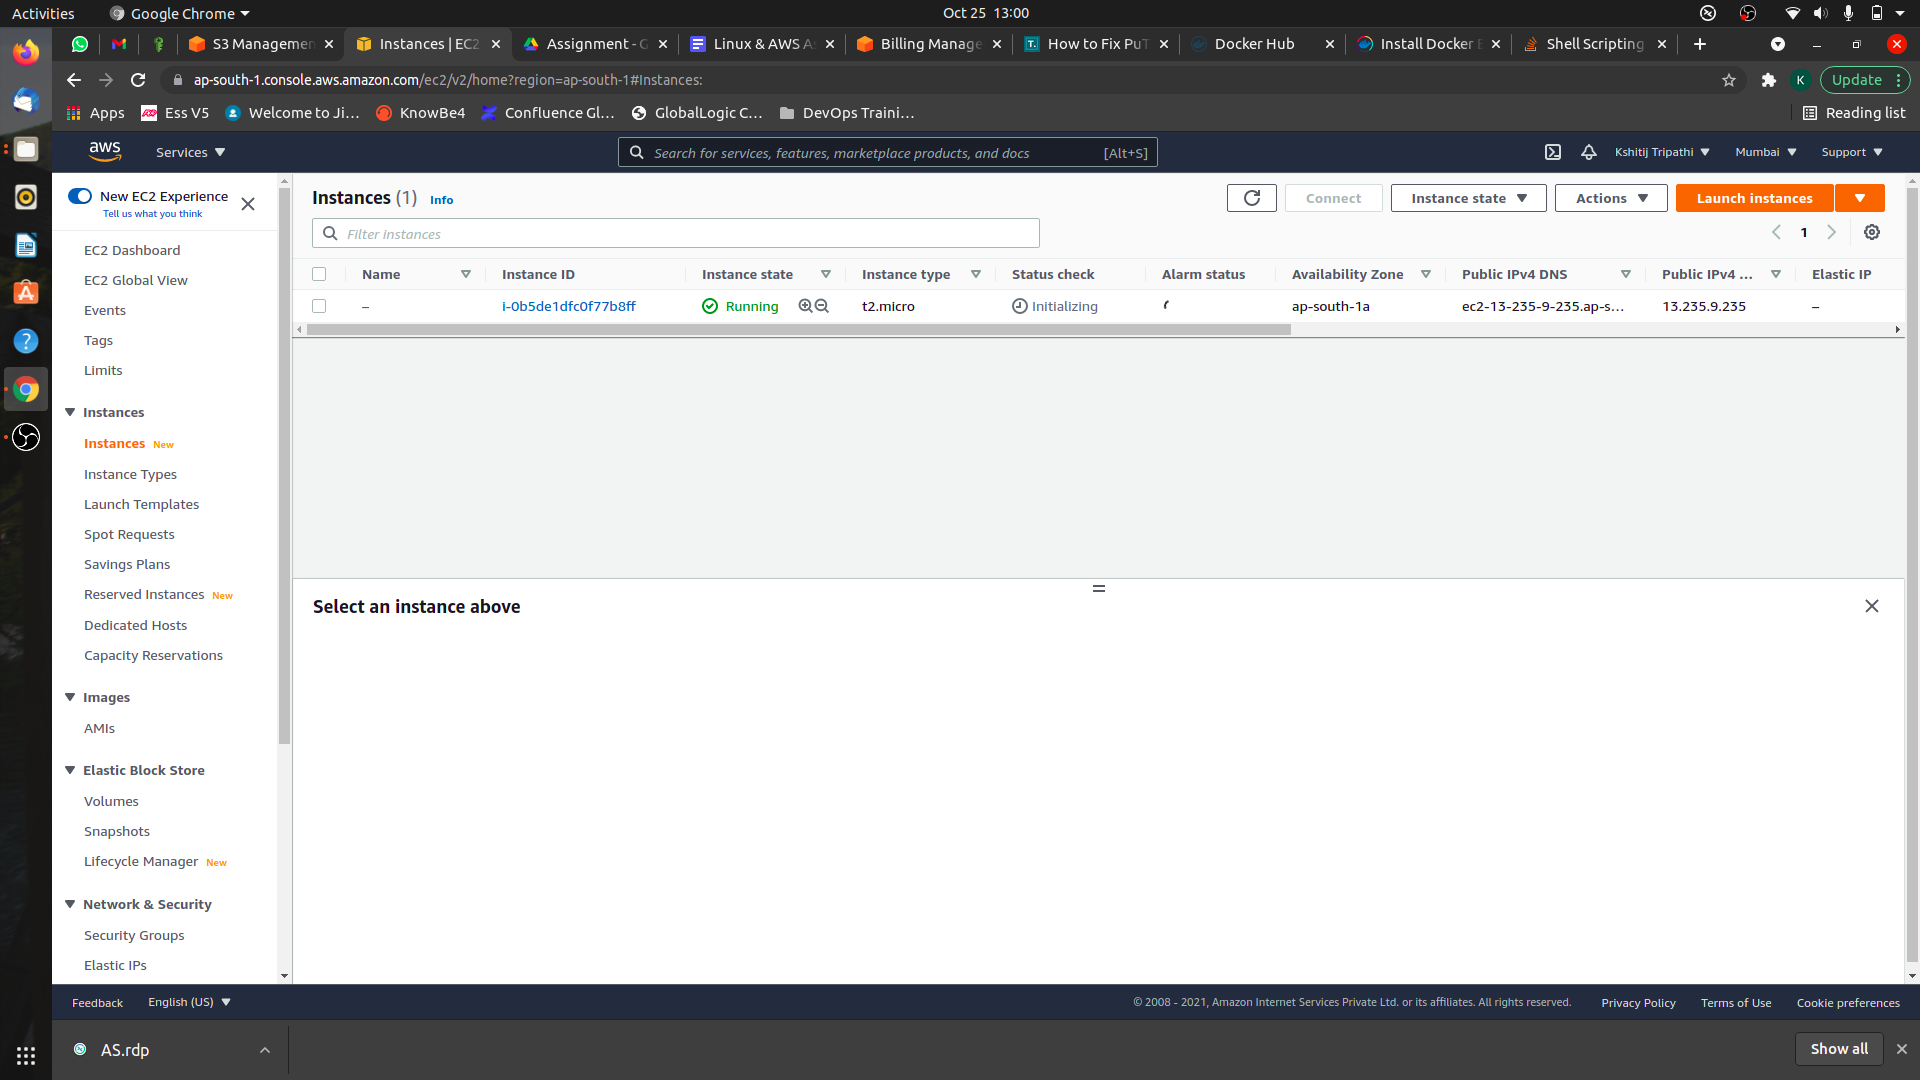 Activities
Google Chrome
Oct 25 13:00
S3 Managemen
Instances | EC2
Assignment - G
Linux & AWS As
Billing Manage
How to Fix PuT
Docker Hub
Install Docker E
Shell Scripting
ap-south-1.console.aws.amazon.com/ec2/v2/home?region=ap-south-1#Instances:
K
Update
Apps
Ess V5
Welcome to Ji...
KnowBe4
Confluence Gl...
GlobalLogic C...
DevOps Traini...
Reading list
aws
Services
Search for services, features, marketplace products, and docs
[Alt+S]
Kshitij Tripathi
Mumbai
Support
New EC2 Experience
Tell us what you think
EC2 Dashboard
EC2 Global View
Events
Tags
Limits
Instances
Instances New
Instance Types
Launch Templates
Spot Requests
Savings Plans
Reserved Instances New
Dedicated Hosts
Capacity Reservations
Images
AMIs
Elastic Block Store
Volumes
Snapshots
Lifecycle Manager New
Network & Security
Security Groups
Elastic IPs
Instances (1) Info
Connect
Instance state
Actions
Launch instances
Filter instances
1
Name Instance ID Instance state Instance type Status check Alarm status Availability Zone Public IPv4 DNS Public IPv4 ... Elastic IP
– i-0b5de1dfc0f77b8ff Running t2.micro Initializing ap-south-1a ec2-13-235-9-235.ap-s... 13.235.9.235 –
Select an instance above
Feedback
English (US)
© 2008 - 2021, Amazon Internet Services Private Ltd. or its affiliates. All rights reserved.
Privacy Policy
Terms of Use
Cookie preferences
AS.rdp
Show all